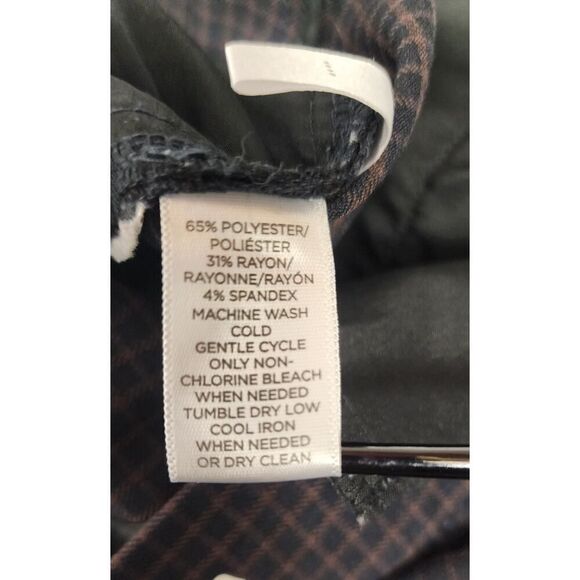 65% POLYESTER/
POLIÉSTER
31% RAYON/
RAYONNE/RAYÓN
4% SPANDEX
MACHINE WASH
COLD
GENTLE CYCLE
ONLY NON-
CHLORINE BLEACH
WHEN NEEDED
TUMBLE DRY LOW
COOL IRON
WHEN NEEDED
OR DRY CLEAN